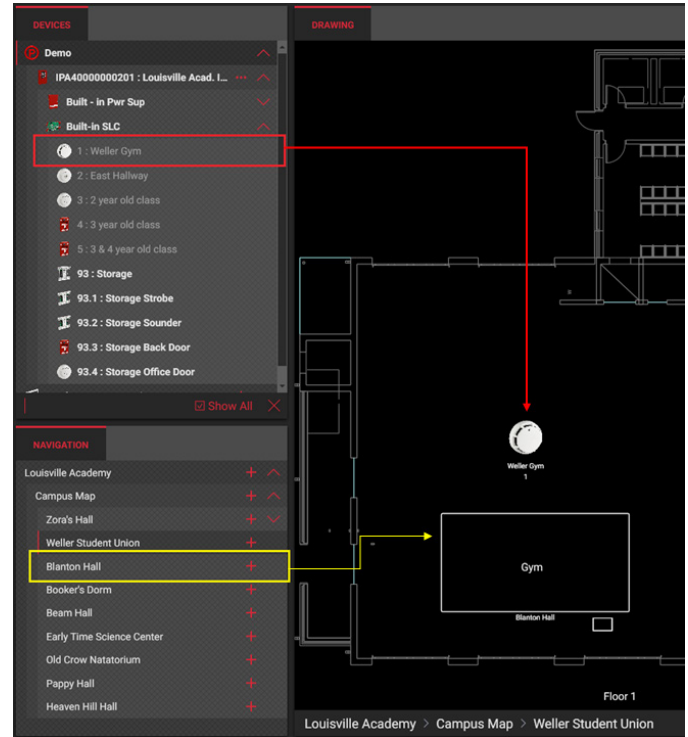 DEVICES
Demo
IPA40000000201 : Louisville Acad. I...
Built - in Pwr Sup
Built-in SLC
1 : Weller Gym
2 : East Hallway
3 : 2 year old class
4 : 3 year old class
5 : 3 & 4 year old class
93 : Storage
93.1 : Storage Strobe
93.2 : Storage Sounder
93.3 : Storage Back Door
93.4 : Storage Office Door
Show All
NAVIGATION
Louisville Academy
Campus Map
Zora's Hall
Weller Student Union
Blanton Hall
Booker's Dorm
Beam Hall
Early Time Science Center
Old Crow Natatorium
Pappy Hall
Heaven Hill Hall
DRAWING
Weller Gym
1
Gym
Blanton Hall
Floor 1
Louisville Academy > Campus Map > Weller Student Union